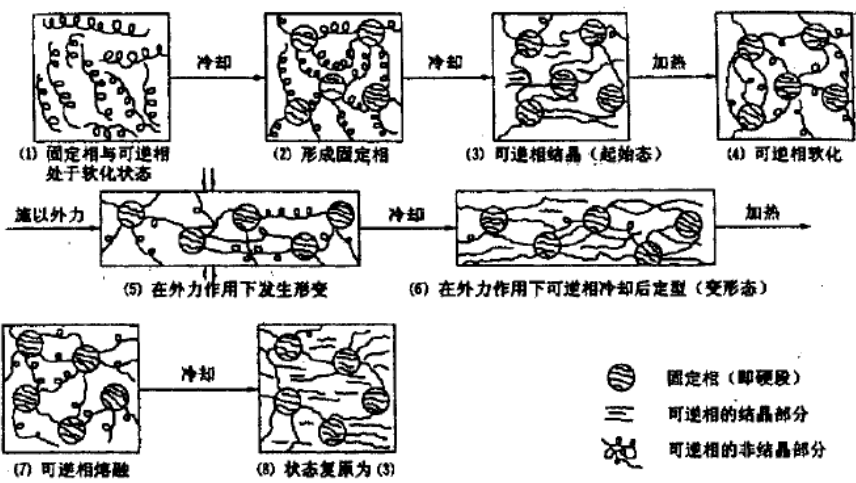 冷却
冷却
加热
(1) 固定相与可逆相
处于软化状态
(2) 形成固定相
(3) 可逆相结晶 (起始态)
(4) 可逆相软化
施以外力
冷却
加热
(5) 在外力作用下发生形变
(6) 在外力作用下可逆相冷却后定型 (变形态)
冷却
固定相 (即硬段)
可逆相的结晶部分
可逆相的非结晶部分
(7) 可逆相熔融
(8) 状态复原为 (3)